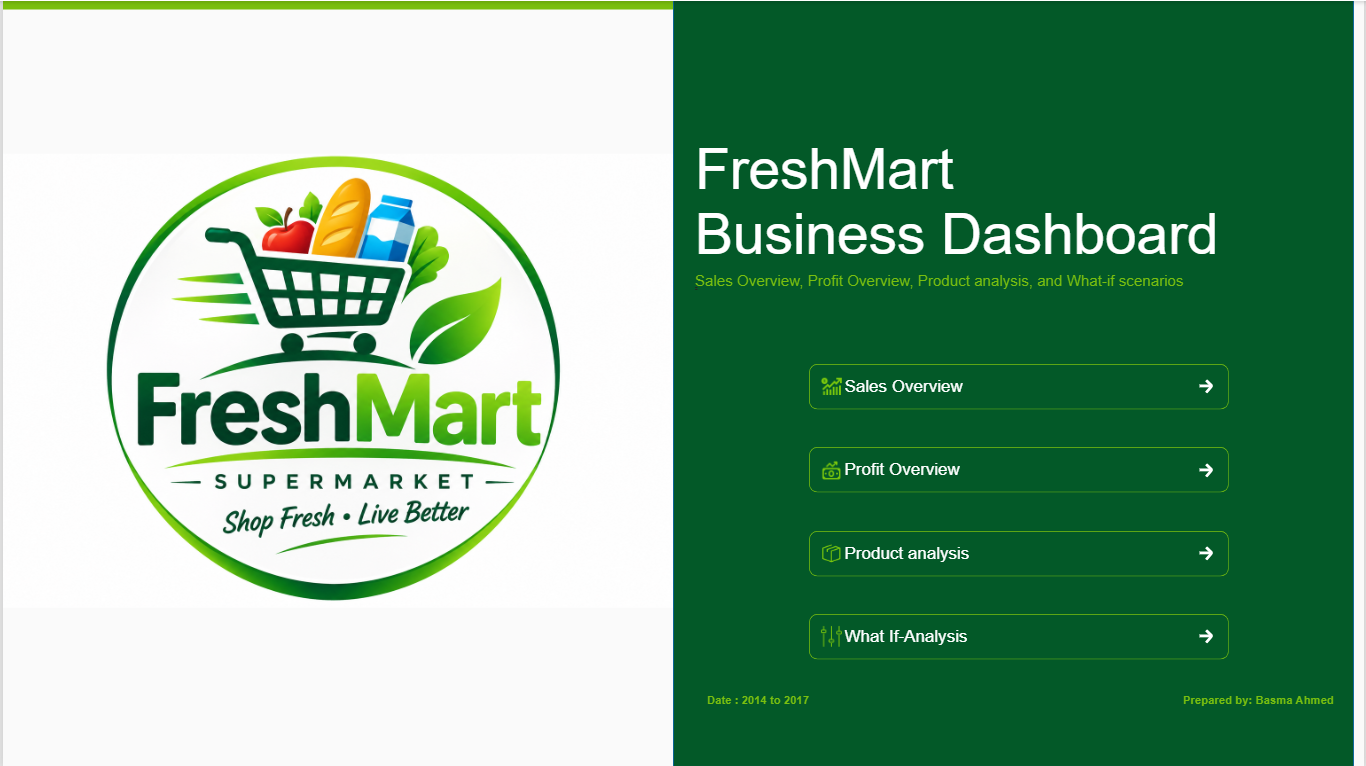 FreshMart
SUPERMARKET
Shop Fresh • Live Better
FreshMart
Business Dashboard
Sales Overview, Profit Overview, Product analysis, and What-if scenarios
Sales Overview
Profit Overview
Product analysis
What If-Analysis
Date : 2014 to 2017
Prepared by: Basma Ahmed